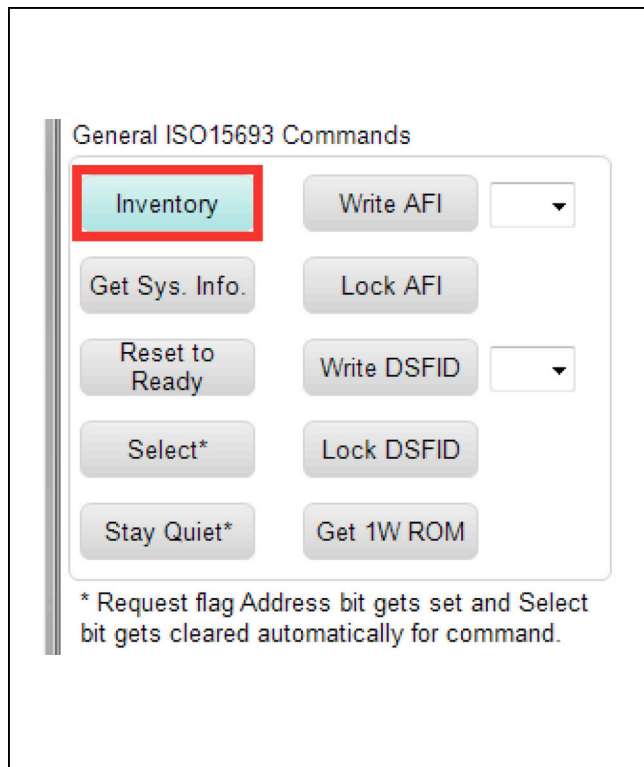 General ISO15693 Commands
Inventory
Write AFI
Get Sys. Info.
Lock AFI
Reset to
Ready
Write DSFID
Select*
Lock DSFID
Stay Quiet*
Get 1W ROM
* Request flag Address bit gets set and Select
bit gets cleared automatically for command.